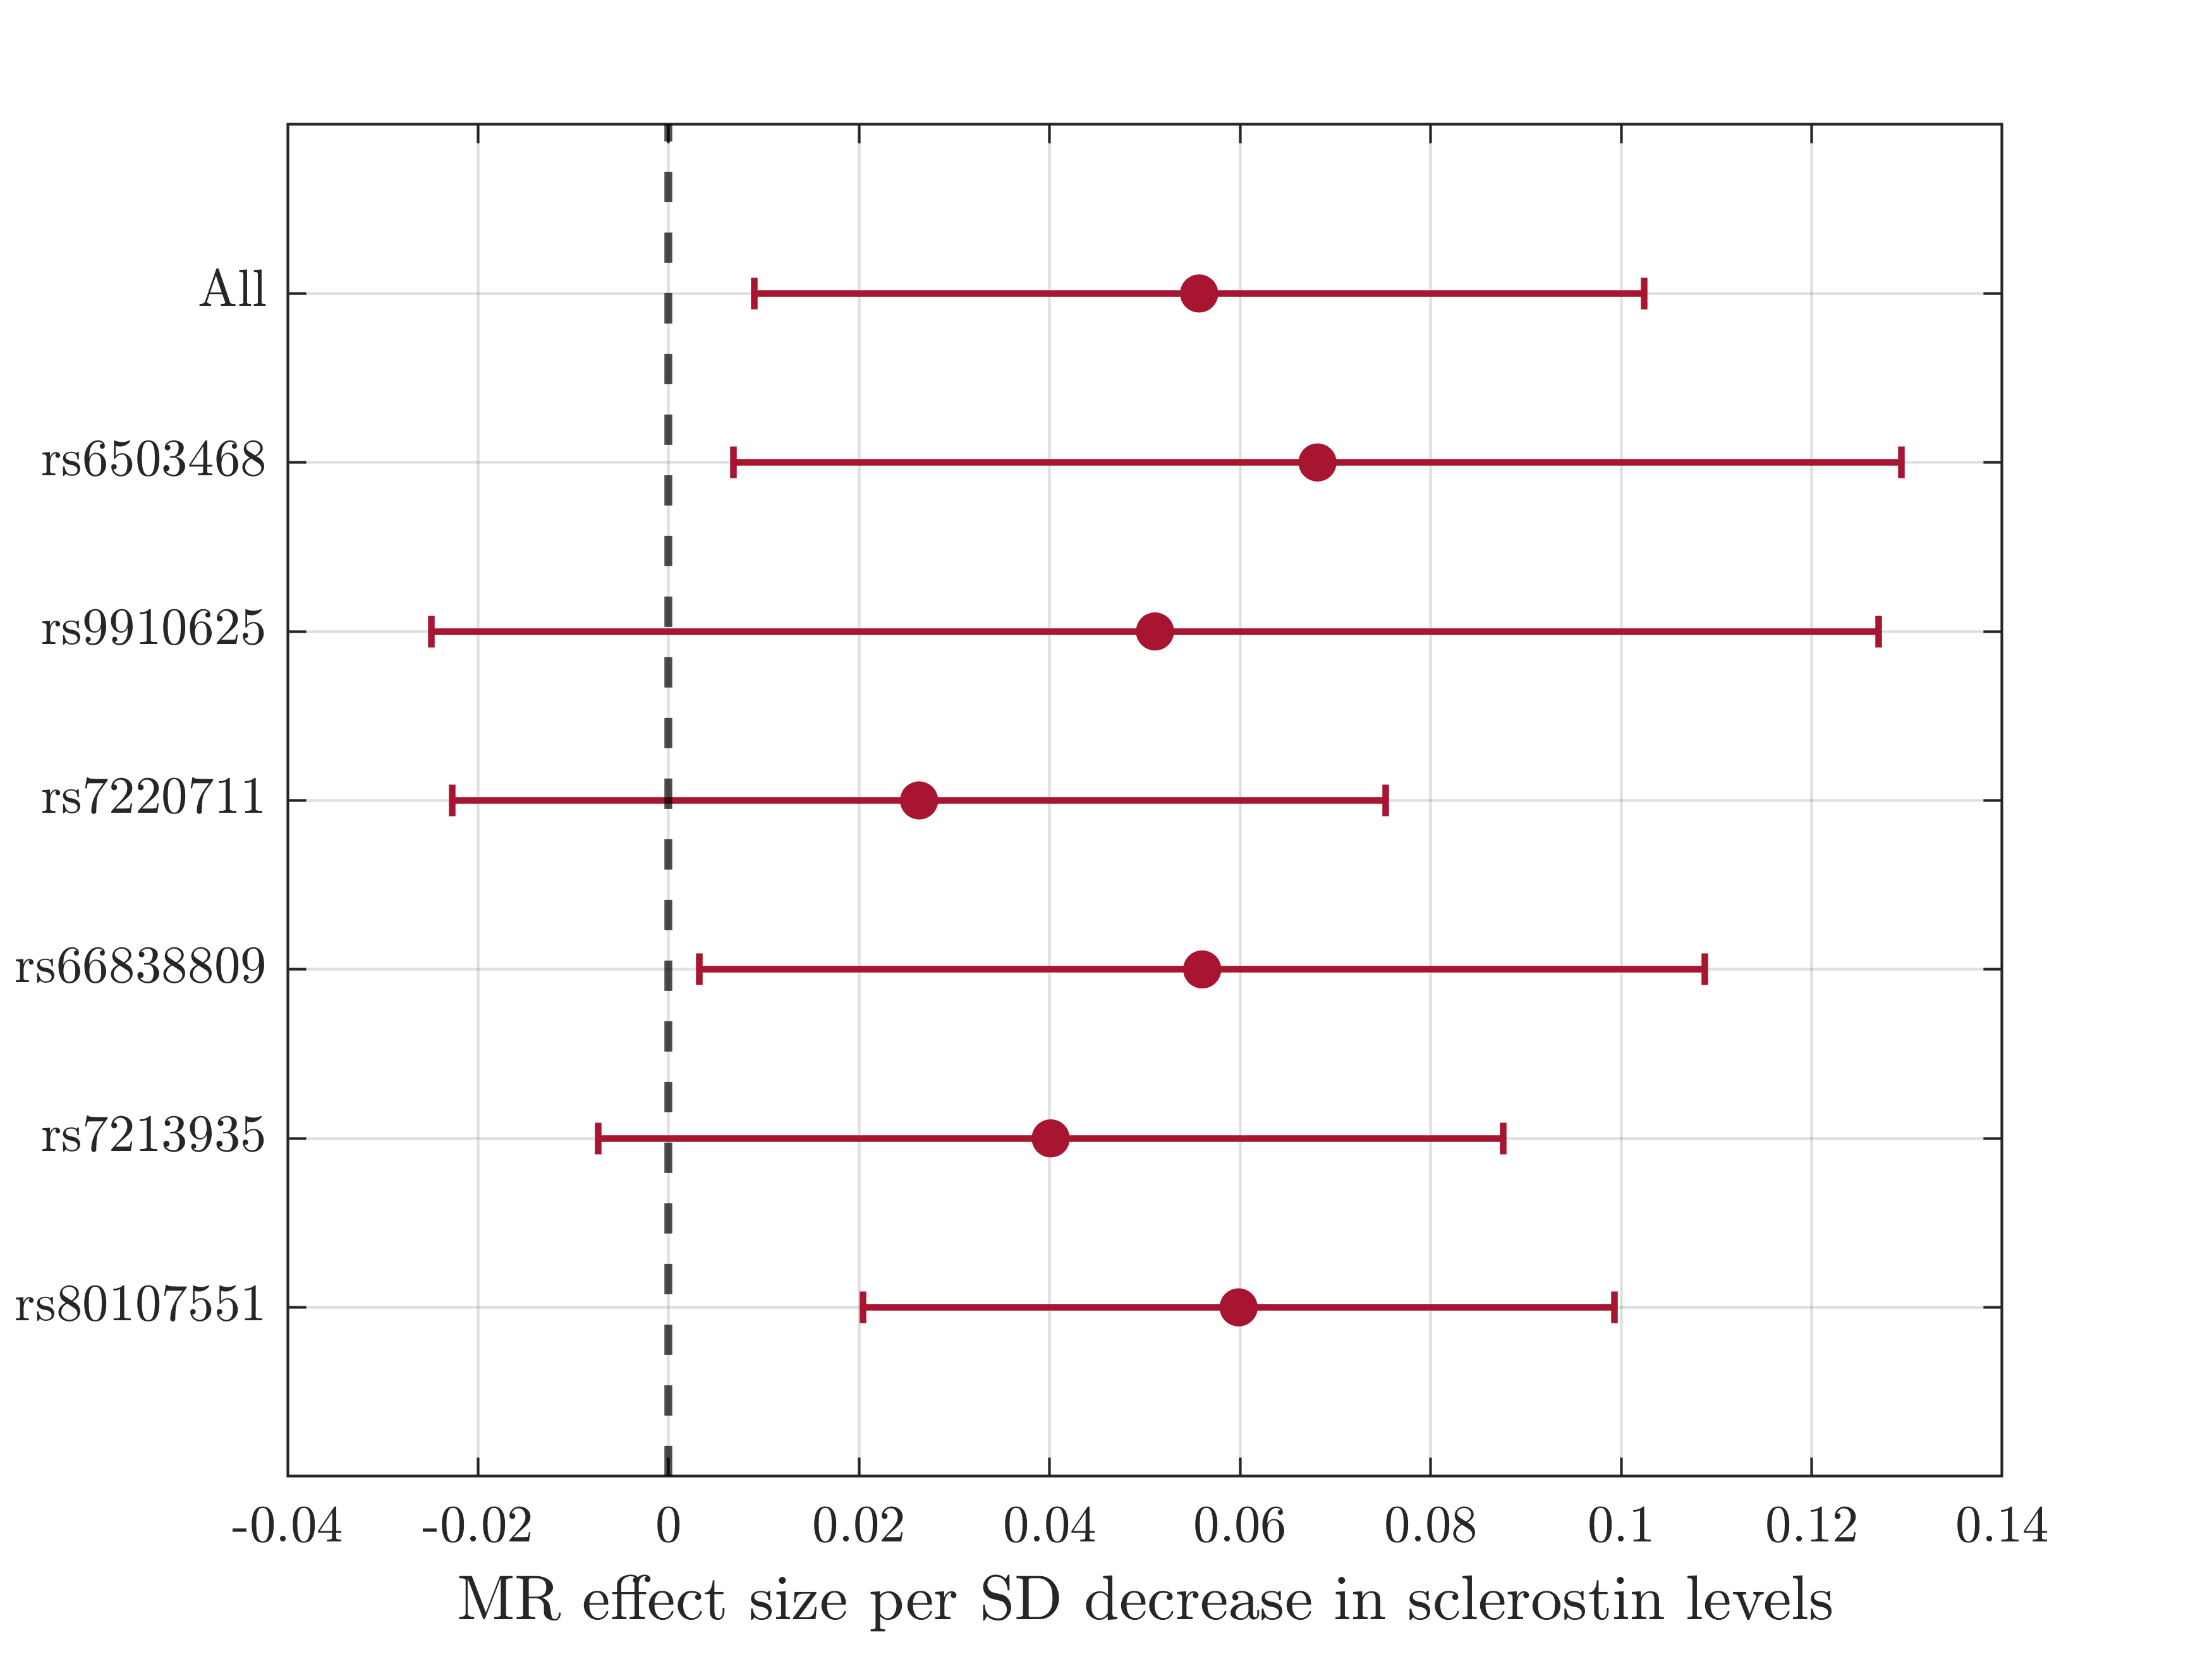 All
rs6503468
rs9910625
rs7220711
rs66838809
rs7213935
rs80107551
-0.04 -0.02 0 0.02 0.04 0.06 0.08 0.1 0.12 0.14
MR effect size per SD decrease in sclerostin levels